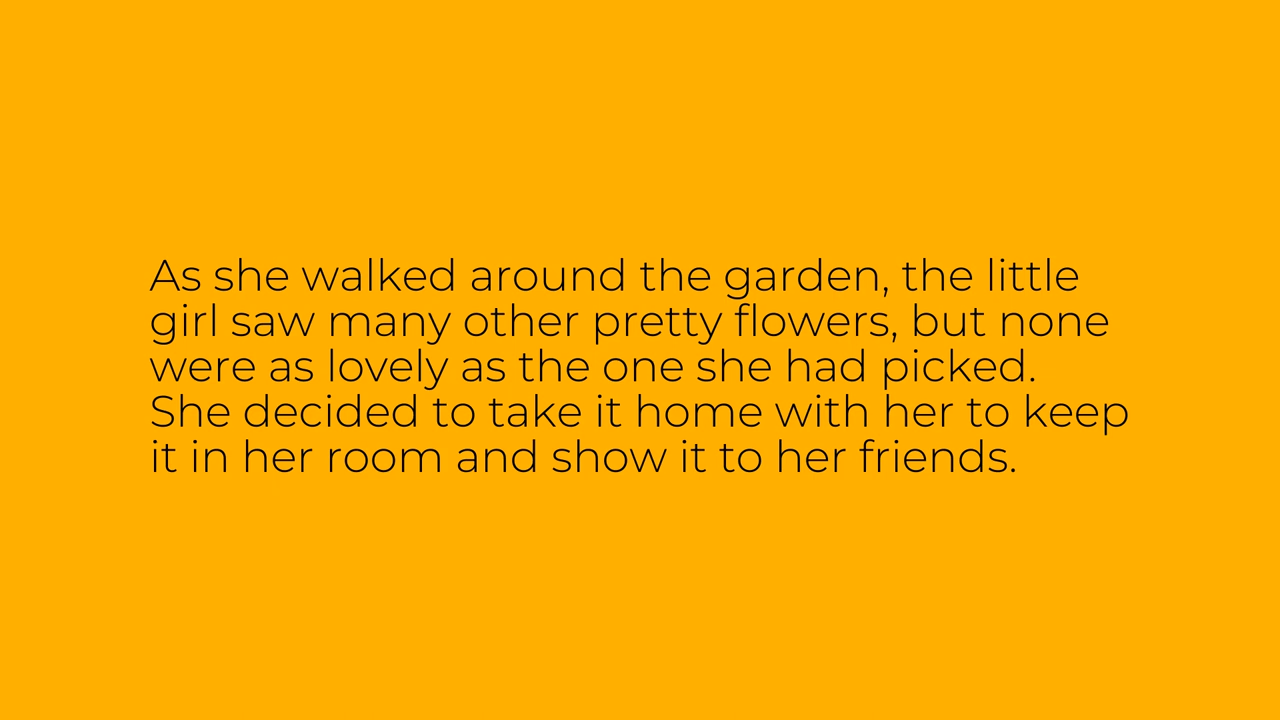 As she walked around the garden, the little
girl saw many other pretty flowers, but none
were as lovely as the one she had picked.
She decided to take it home with her to keep
it in her room and show it to her friends.